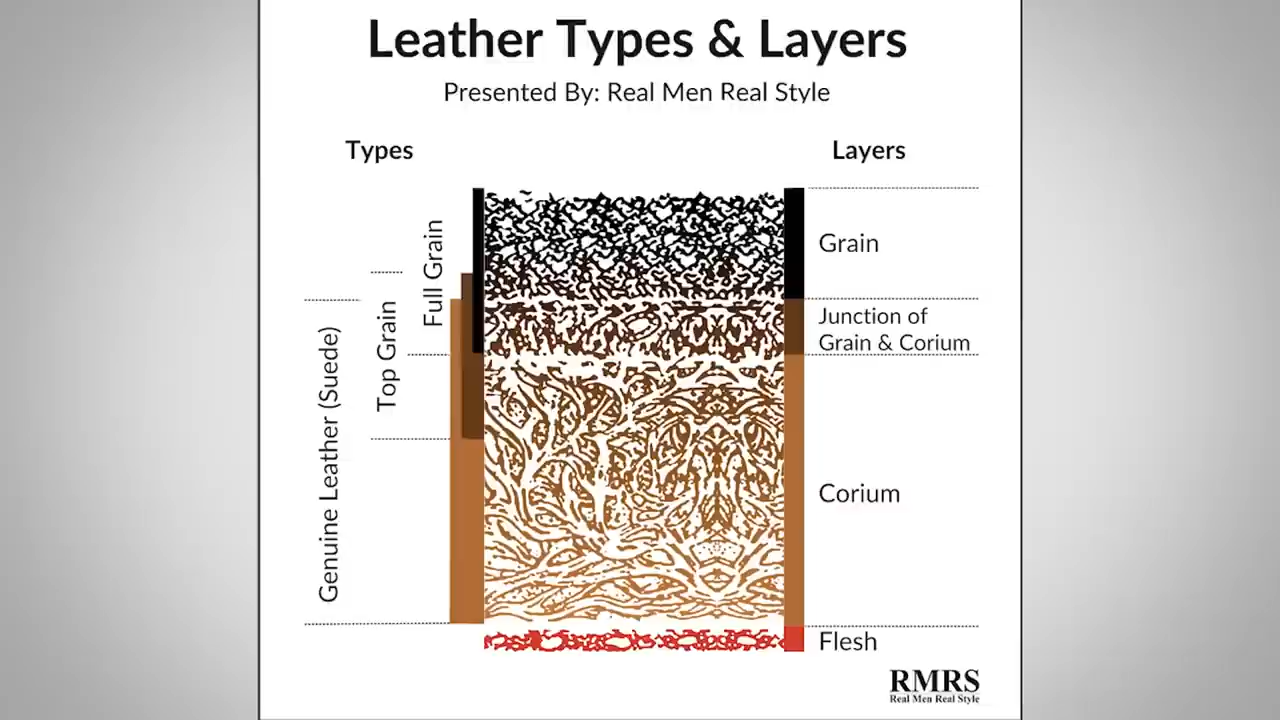 Leather Types & Layers
Presented By: Real Men Real Style
Types
Layers
Full Grain
Top Grain
Genuine Leather (Suede)
Grain
Junction of
Grain & Corium
Corium
Flesh
RMRS
Real Men Real Style